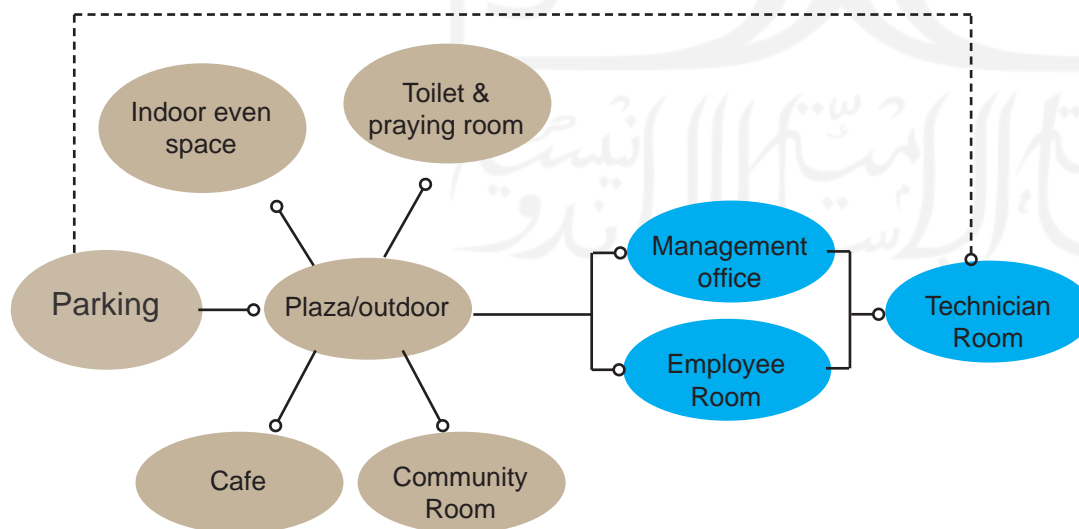 Indoor even
space
Toilet &
praying room
Parking
Plaza/outdoor
Management
office
Employee
Room
Technician
Room
Cafe
Community
Room